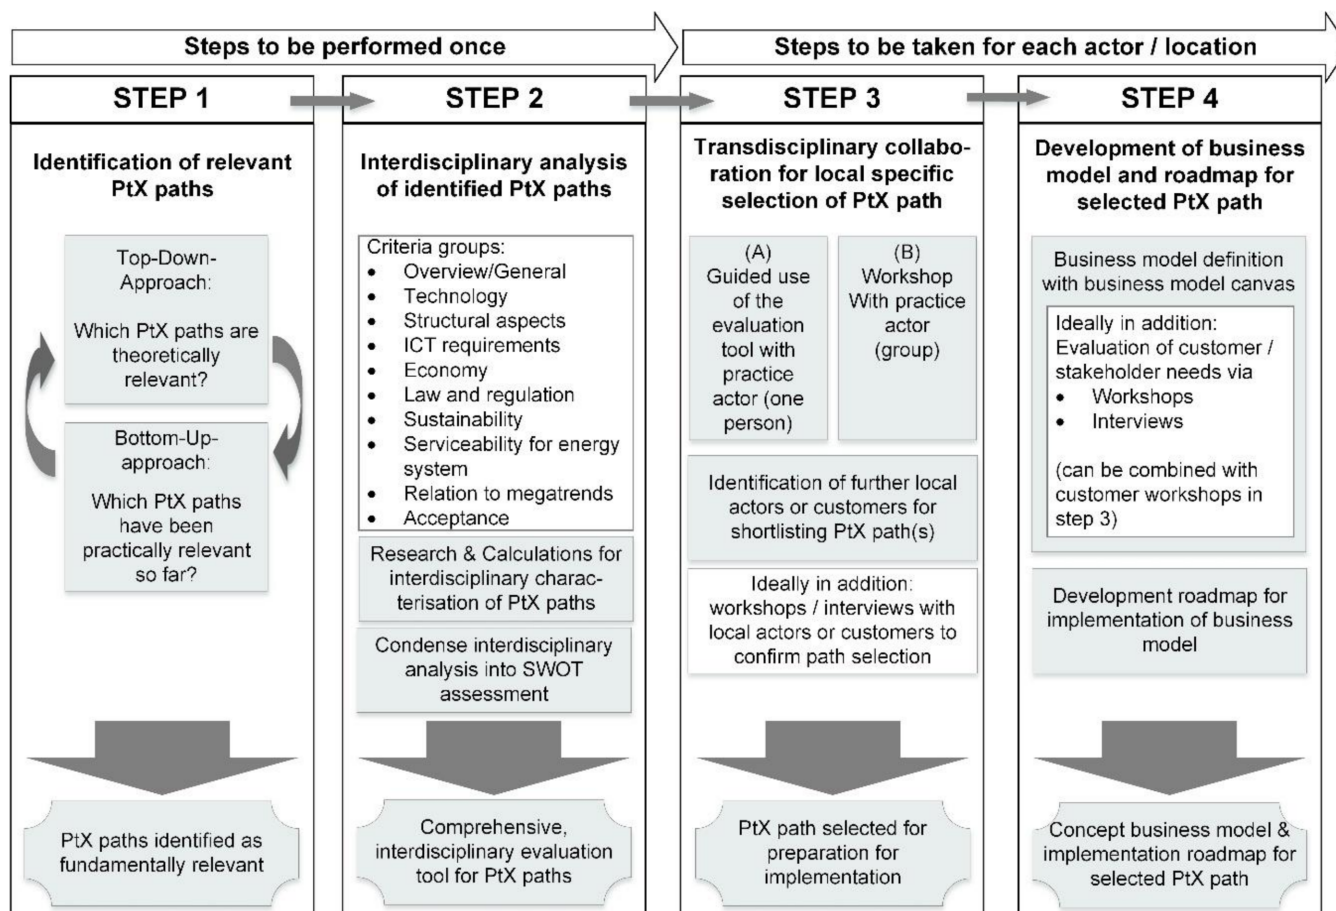 Steps to be performed once
Steps to be taken for each actor / location
STEP 1
STEP 2
STEP 3
STEP 4
Identification of relevant
PtX paths
Top-Down-
Approach:
Which PtX paths are
theoretically
relevant?
Bottom-Up-
approach:
Which PtX paths
have been
practically relevant
so far?
PtX paths identified as
fundamentally relevant
Interdisciplinary analysis
of identified PtX paths
Criteria groups:
• Overview/General
• Technology
• Structural aspects
• ICT requirements
• Economy
• Law and regulation
• Sustainability
• Serviceability for energy
system
• Relation to megatrends
• Acceptance
Research & Calculations for
interdisciplinary charac-
terisation of PtX paths
Condense interdisciplinary
analysis into SWOT
assessment
Comprehensive,
interdisciplinary evaluation
tool for PtX paths
Transdisciplinary collabo-
ration for local specific
selection of PtX path
(A)
Guided use
of the
evaluation
tool with
practice
actor (one
person)
(B)
Workshop
With practice
actor
(group)
Identification of further local
actors or customers for
shortlisting PtX path(s)
Ideally in addition:
workshops / interviews with
local actors or customers to
confirm path selection
PtX path selected for
preparation for
implementation
Development of business
model and roadmap for
selected PtX path
Business model definition
with business model canvas
Ideally in addition:
Evaluation of customer /
stakeholder needs via
• Workshops
• Interviews
(can be combined with
customer workshops in
step 3)
Development roadmap for
implementation of business
model
Concept business model &
implementation roadmap for
selected PtX path